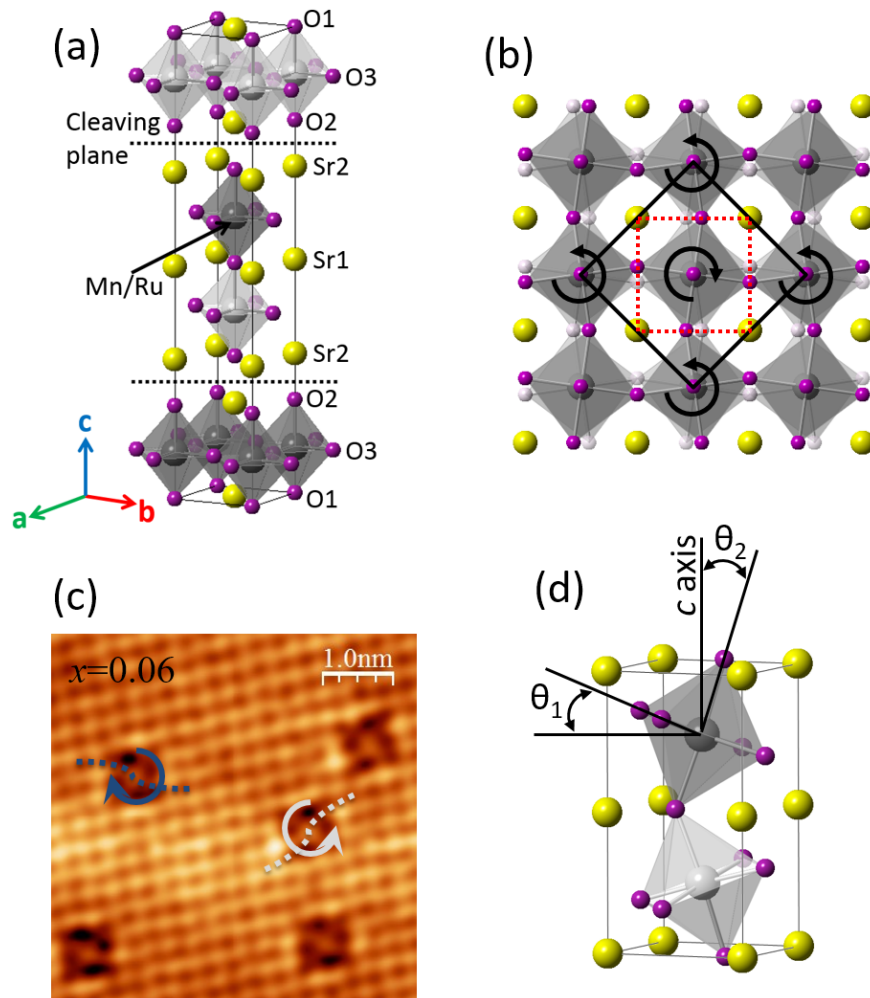 (a)
O1
O3
O2
Cleaving
plane
Sr2
Sr1
Mn/Ru
Sr2
O2
O3
O1
c
a
b
(b)
(c)
x=0.06
1.0nm
(d)
c axis
θ2
θ1